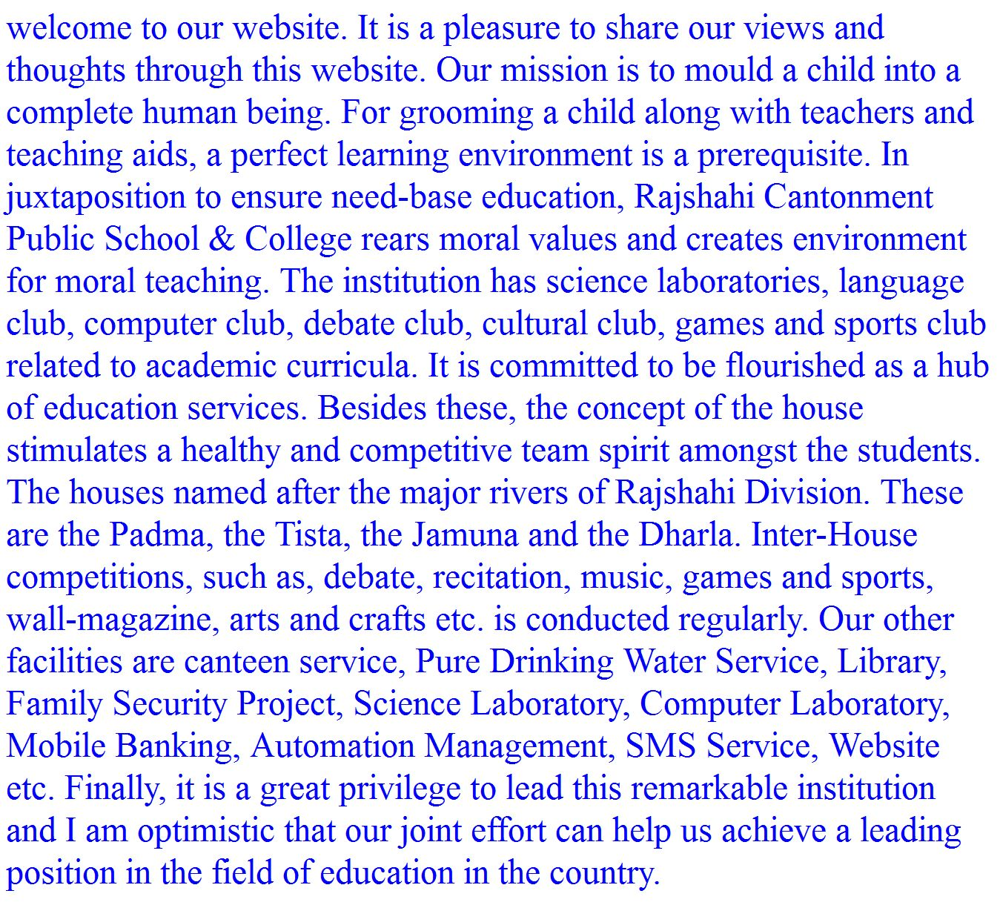 welcome to our website. It is a pleasure to share our views and
thoughts through this website. Our mission is to mould a child into a
complete human being. For grooming a child along with teachers and
teaching aids, a perfect learning environment is a prerequisite. In
juxtaposition to ensure need-base education, Rajshahi Cantonment
Public School & College rears moral values and creates environment
for moral teaching. The institution has science laboratories, language
club, computer club, debate club, cultural club, games and sports club
related to academic curricula. It is committed to be flourished as a hub
of education services. Besides these, the concept of the house
stimulates a healthy and competitive team spirit amongst the students.
The houses named after the major rivers of Rajshahi Division. These
are the Padma, the Tista, the Jamuna and the Dharla. Inter-House
competitions, such as, debate, recitation, music, games and sports,
wall-magazine, arts and crafts etc. is conducted regularly. Our other
facilities are canteen service, Pure Drinking Water Service, Library,
Family Security Project, Science Laboratory, Computer Laboratory,
Mobile Banking, Automation Management, SMS Service, Website
etc. Finally, it is a great privilege to lead this remarkable institution
and I am optimistic that our joint effort can help us achieve a leading
position in the field of education in the country.